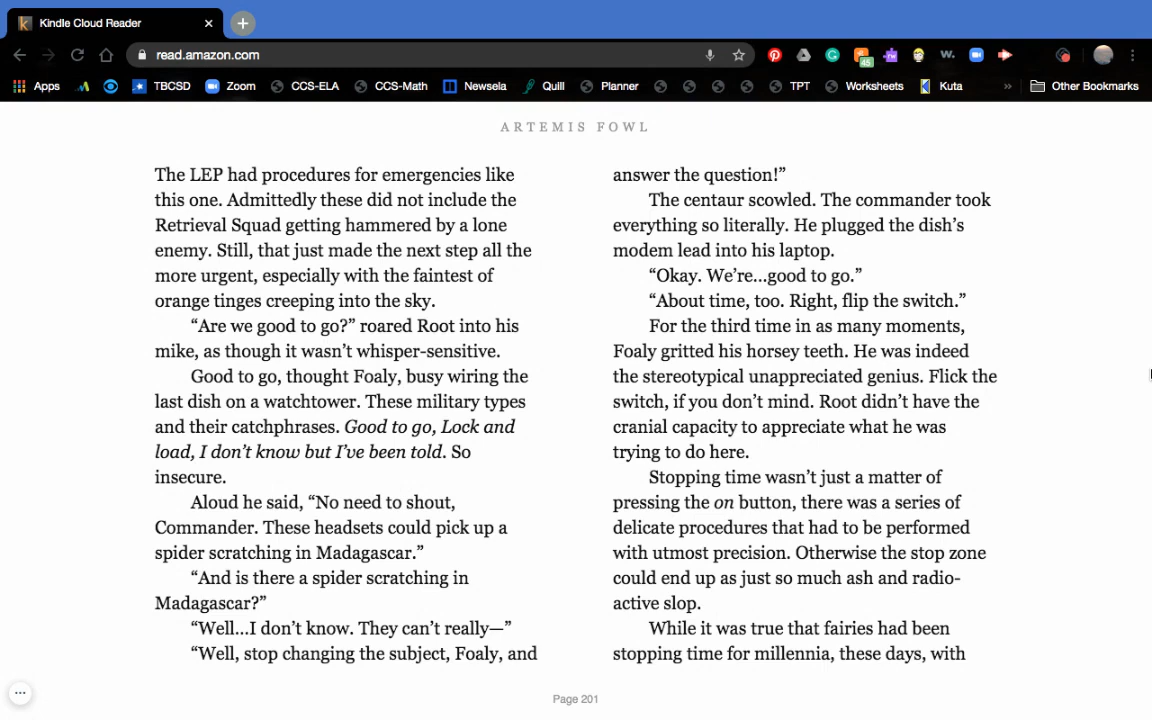 Kindle Cloud Reader
read.amazon.com
45
Apps
TBCSD
Zoom
CCS-ELA
CCS-Math
Newsela
Quill
Planner
TPT
Worksheets
Kuta
Other Bookmarks
ARTEMIS FOWL
The LEP had procedures for emergencies like
this one. Admittedly these did not include the
Retrieval Squad getting hammered by a lone
enemy. Still, that just made the next step all the
more urgent, especially with the faintest of
orange tinges creeping into the sky.
“Are we good to go?” roared Root into his
mike, as though it wasn’t whisper-sensitive.
Good to go, thought Foaly, busy wiring the
last dish on a watchtower. These military types
and their catchphrases. Good to go, Lock and
load, I don’t know but I’ve been told. So
insecure.
Aloud he said, “No need to shout,
Commander. These headsets could pick up a
spider scratching in Madagascar.”
“And is there a spider scratching in
Madagascar?”
“Well...I don’t know. They can’t really—”
“Well, stop changing the subject, Foaly, and
answer the question!”
The centaur scowled. The commander took
everything so literally. He plugged the dish’s
modem lead into his laptop.
“Okay. We’re...good to go.”
“About time, too. Right, flip the switch.”
For the third time in as many moments,
Foaly gritted his horsey teeth. He was indeed
the stereotypical unappreciated genius. Flick the
switch, if you don’t mind. Root didn’t have the
cranial capacity to appreciate what he was
trying to do here.
Stopping time wasn’t just a matter of
pressing the on button, there was a series of
delicate procedures that had to be performed
with utmost precision. Otherwise the stop zone
could end up as just so much ash and radio-
active slop.
While it was true that fairies had been
stopping time for millennia, these days, with
Page 201